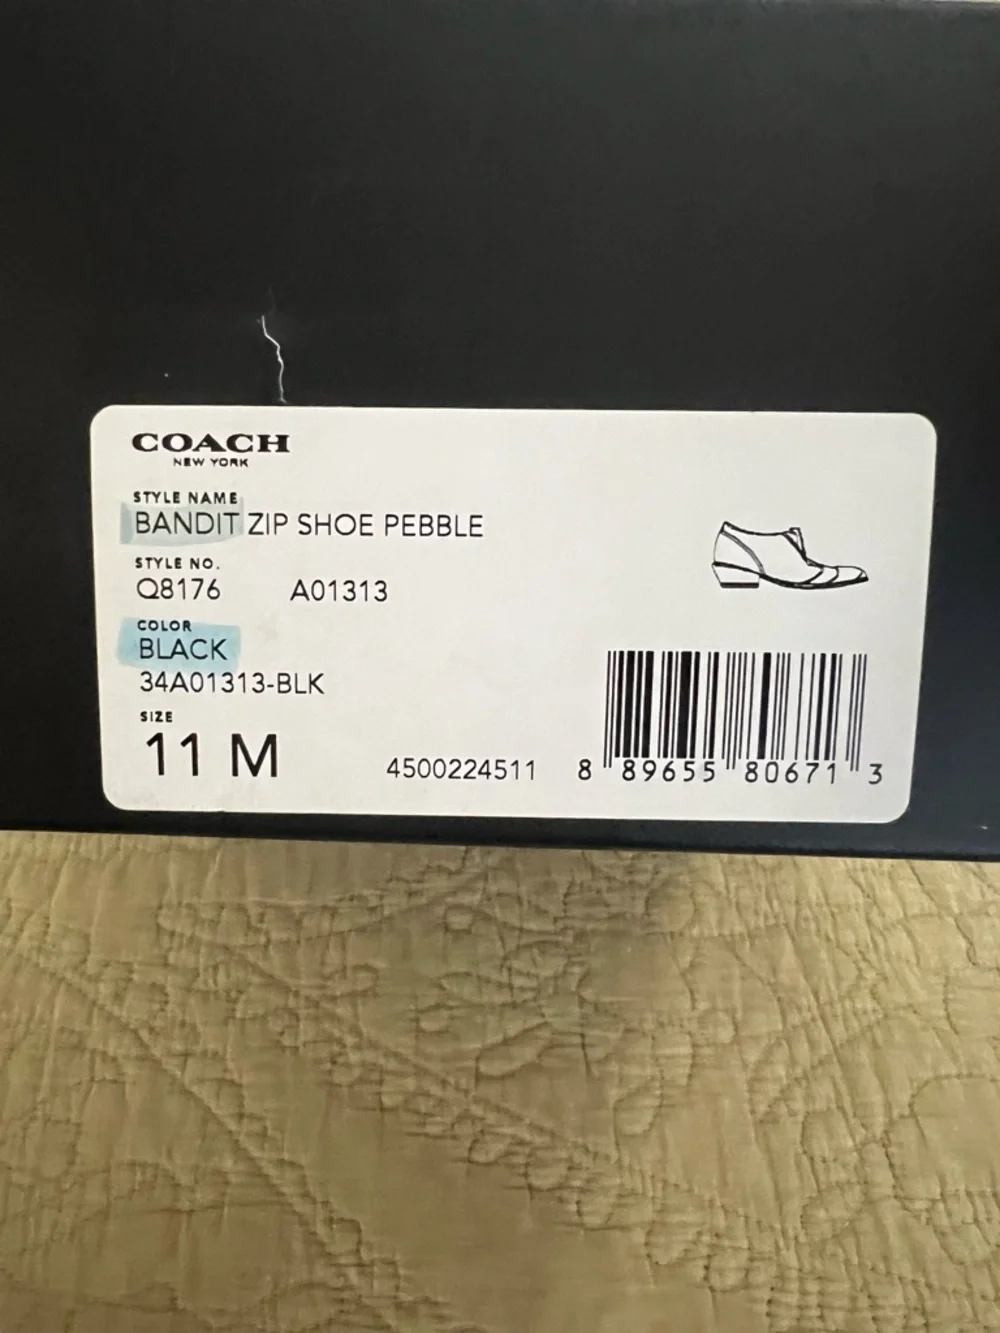 COACH
NEW YORK
STYLE NAME
BANDIT ZIP SHOE PEBBLE
STYLE NO.
Q8176 A01313
COLOR
BLACK
34A01313-BLK
SIZE
11 M
4500224511
8 89655 80671 3